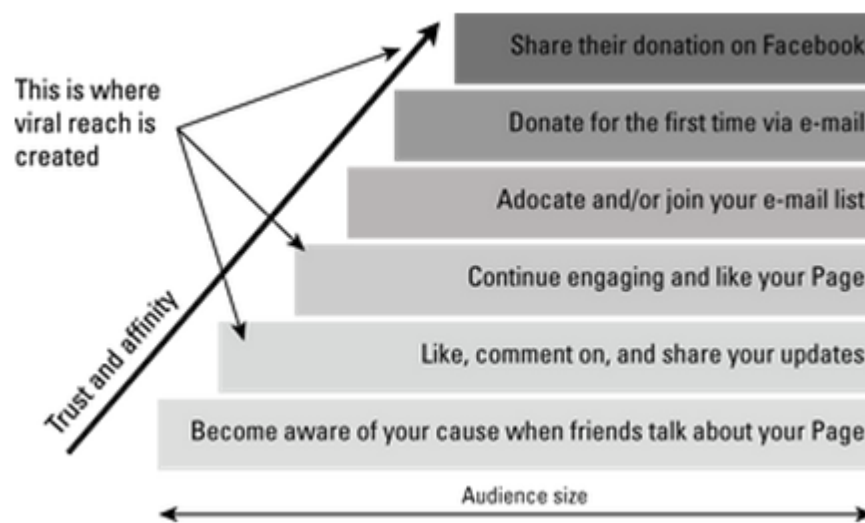 Share their donation on Facebook
This is where
viral reach is
created
Donate for the first time via e-mail
Adocate and/or join your e-mail list
Continue engaging and like your Page
Trust and affinity
Like, comment on, and share your updates
Become aware of your cause when friends talk about your Page
Audience size